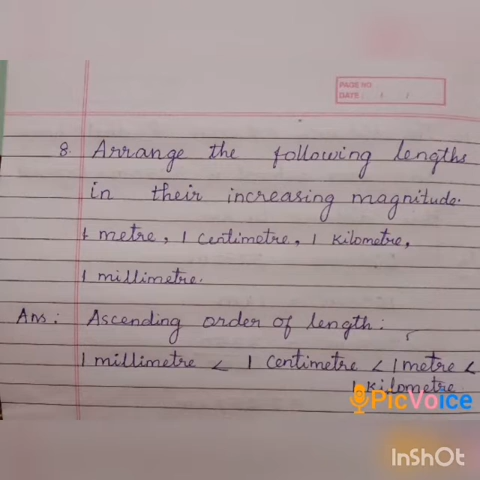 PAGE NO
DATE : / /
8. Arrange the following lengths
in their increasing magnitude.
1 metre, 1 centimetre, 1 kilometre,
1 millimetre.
Ans: Ascending order of length:
1 millimetre < 1 centimetre < 1 metre <
1 kilometre
PicVoice
InShOt